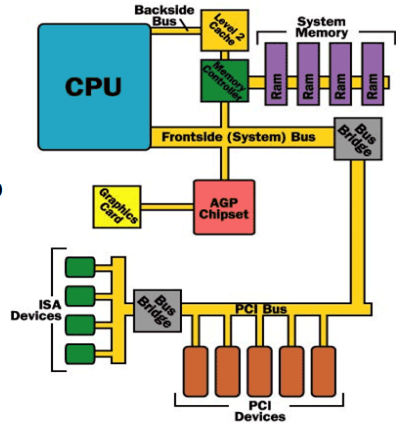 Backside
Bus
Level 2
Cache
System
Memory
CPU
Memory
Controller
Ram
Ram
Ram
Ram
Frontside (System) Bus
Bus
Bridge
Graphics
Card
AGP
Chipset
ISA
Devices
Bus
Bridge
PCI Bus
PCI
Devices